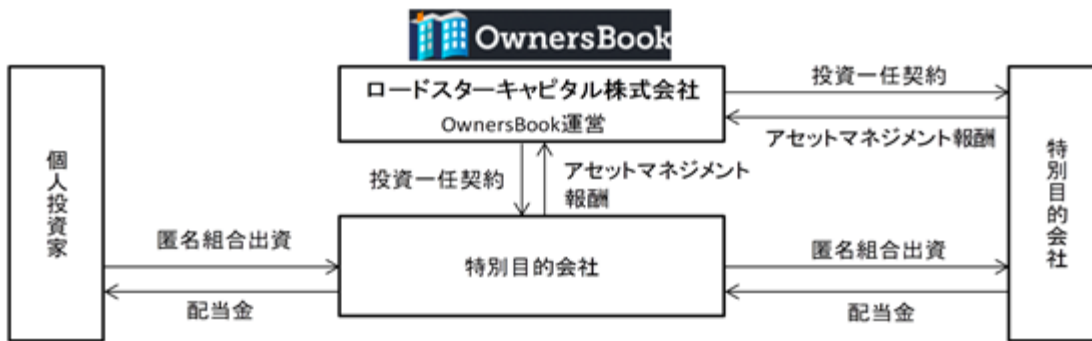 OwnersBook
ロードスターキャピタル株式会社
OwnersBook運営
投資一任契約
アセットマネジメント報酬
個人投資家
投資一任契約
アセットマネジメント
報酬
特別目的会社
匿名組合出資
配当金
特別目的会社
匿名組合出資
配当金